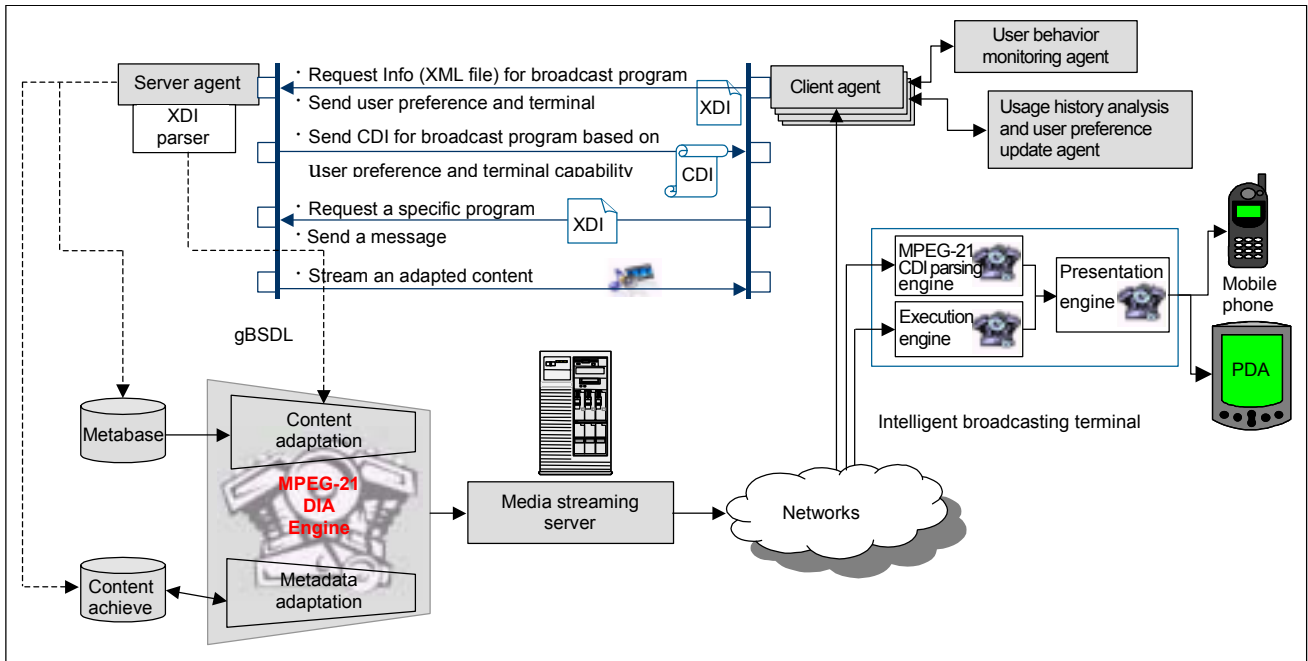 Server agent
XDI
parser
· Request Info (XML file) for broadcast program
XDI
· Send user preference and terminal
· Send CDI for broadcast program based on
user preference and terminal capability
CDI
· Request a specific program
XDI
· Send a message
· Stream an adapted content
Client agent
User behavior
monitoring agent
Usage history analysis
and user preference
update agent
MPEG-21
CDI parsing
engine
Execution
engine
Presentation
engine
Mobile
phone
PDA
Intelligent broadcasting terminal
gBSDL
Metabase
Content
adaptation
MPEG-21
DIA
Engine
Metadata
adaptation
Content
achieve
Media streaming
server
Networks